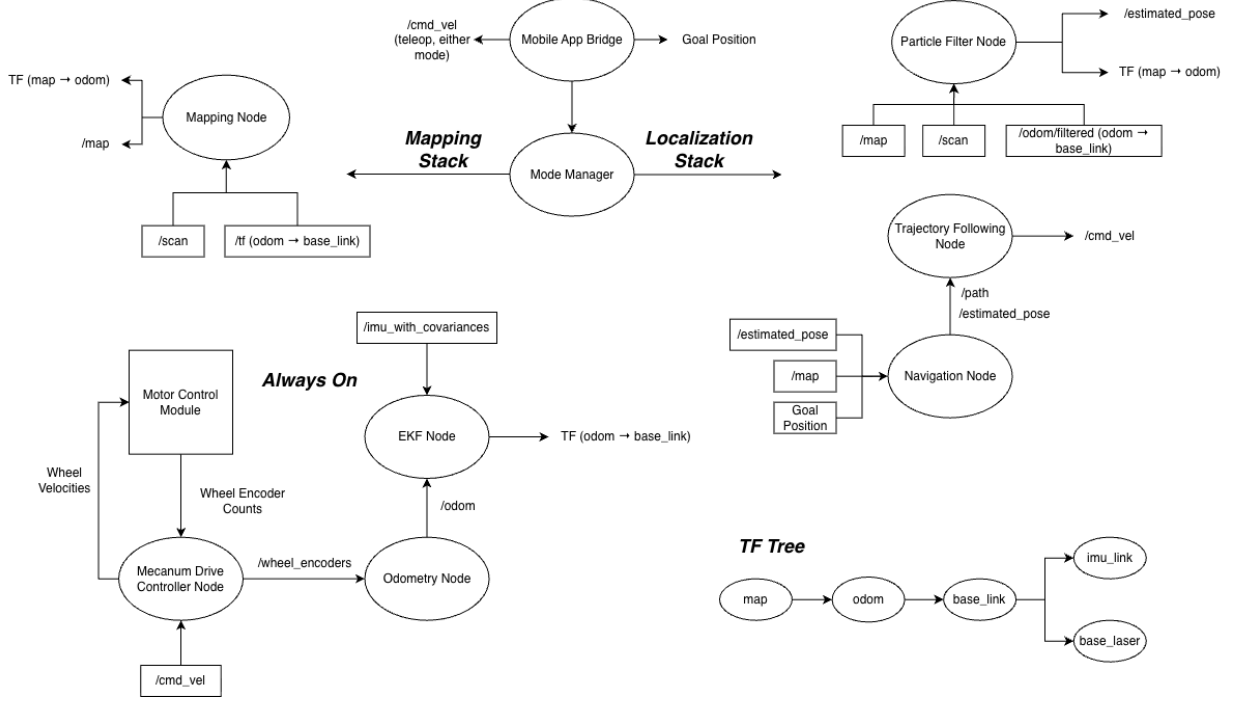 /cmd_vel
(teleop, either
mode)
Mobile App Bridge
Goal Position
Particle Filter Node
/estimated_pose
TF (map → odom)
TF (map → odom)
/map
Mapping Node
/scan
/tf (odom → base_link)
Mapping
Stack
Mode Manager
Localization
Stack
/map
/scan
/odom/filtered (odom →
base_link)
Trajectory Following
Node
/cmd_vel
/path
/estimated_pose
/estimated_pose
/map
Goal
Position
Navigation Node
/imu_with_covariances
Always On
Motor Control
Module
EKF Node
TF (odom → base_link)
Wheel
Velocities
Wheel Encoder
Counts
/odom
Mecanum Drive
Controller Node
/wheel_encoders
Odometry Node
/cmd_vel
TF Tree
map
odom
base_link
imu_link
base_laser